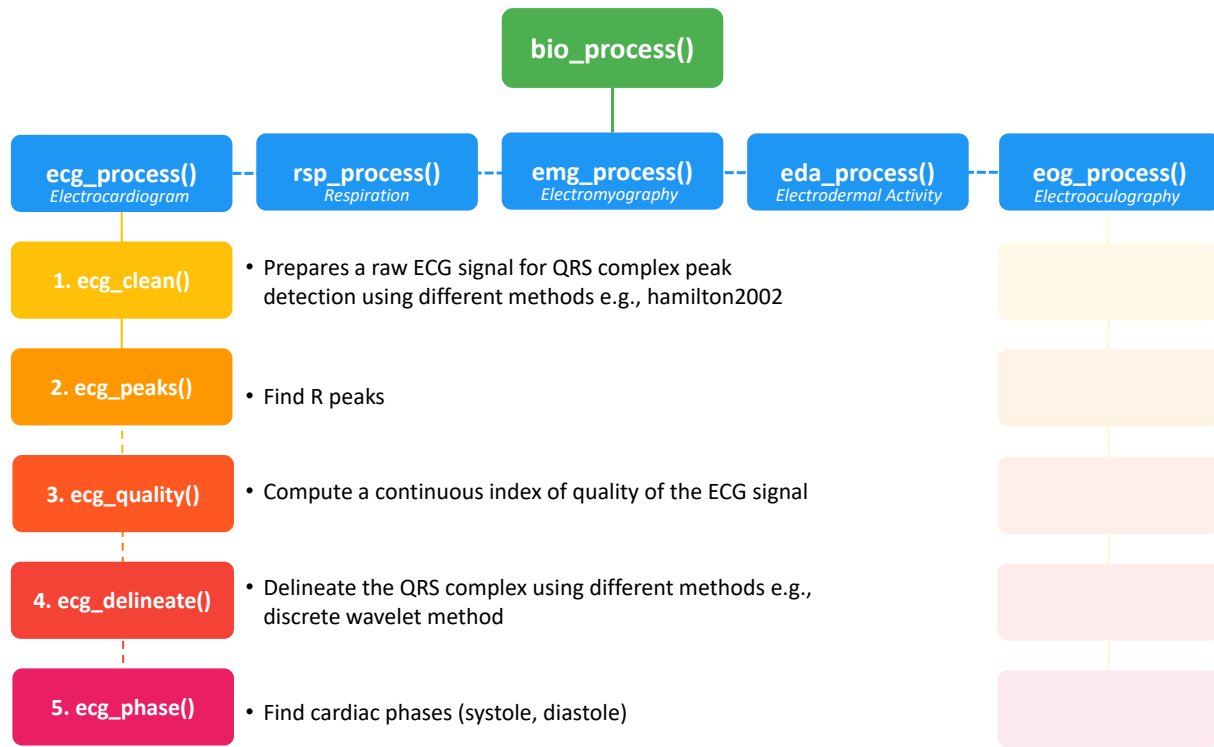 bio_process()
ecg_process()
Electrocardiogram
rsp_process()
Respiration
emg_process()
Electromyography
eda_process()
Electrodermal Activity
eog_process()
Electrooculography
1. ecg_clean()
• Prepares a raw ECG signal for QRS complex peak
detection using different methods e.g., hamilton2002
2. ecg_peaks()
• Find R peaks
3. ecg_quality()
• Compute a continuous index of quality of the ECG signal
4. ecg_delineate()
• Delineate the QRS complex using different methods e.g.,
discrete wavelet method
5. ecg_phase()
• Find cardiac phases (systole, diastole)